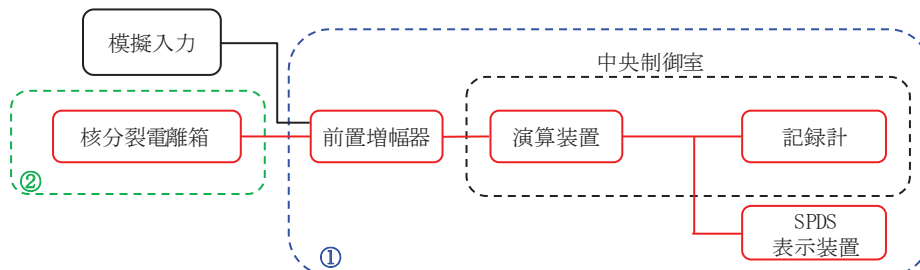 模擬入力
中央制御室
核分裂電離箱
前置増幅器
演算装置
記録計
②
SPDS
表示装置
①